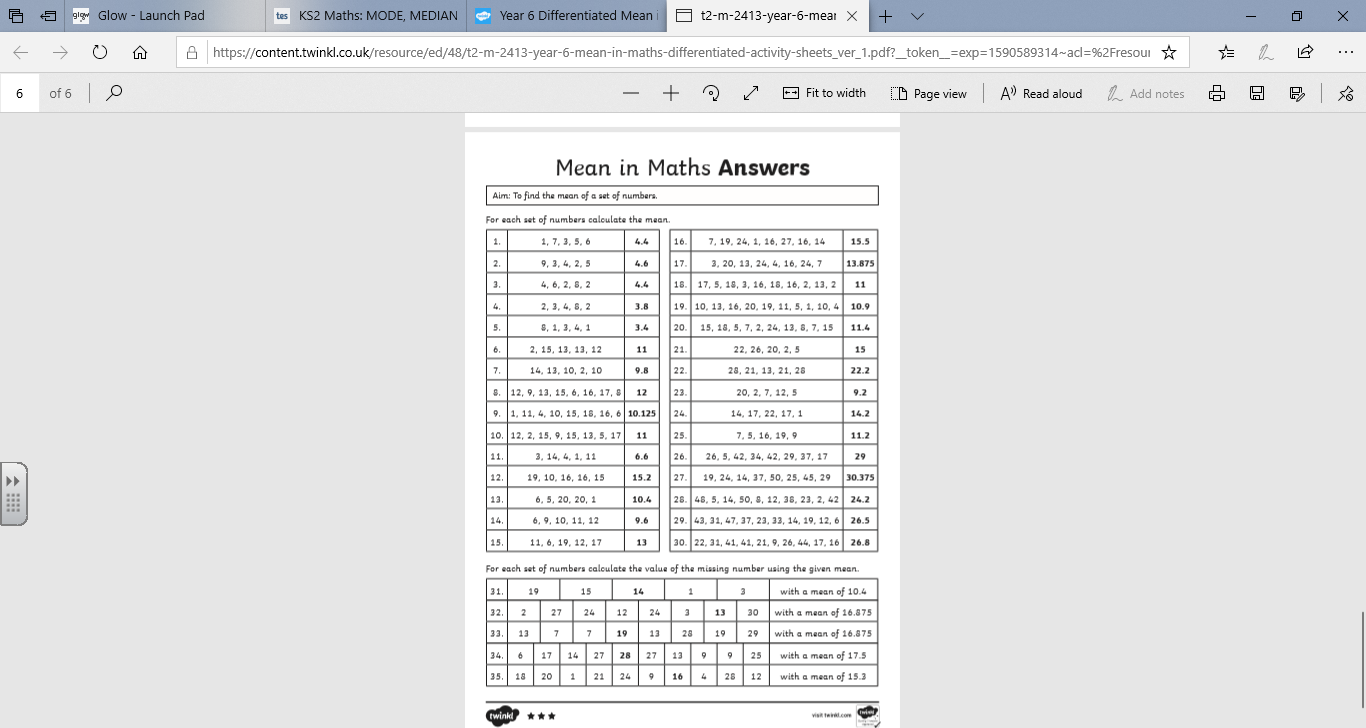 glow Glow - Launch Pad
tes KS2 Maths: MODE, MEDIAN
Year 6 Differentiated Mean
t2-m-2413-year-6-mear
https://content.twinkl.co.uk/resource/ed/48/t2-m-2413-year-6-mean-in-maths-differentiated-activity-sheets_ver_1.pdf?__token__=exp=1590589314~acl=%2Fresour
6 of 6 Fit to width Page view Read aloud Add notes
Mean in Maths Answers
Aim: To find the mean of a set of numbers.
For each set of numbers calculate the mean.
1. 1, 7, 3, 5, 6 4.4
2. 9, 3, 4, 2, 5 4.6
3. 4, 6, 2, 8, 2 4.4
4. 2, 3, 4, 8, 2 3.8
5. 8, 1, 3, 4, 1 3.4
6. 2, 15, 13, 13, 12 11
7. 14, 13, 10, 2, 10 9.8
8. 12, 9, 13, 15, 6, 16, 17, 8 12
9. 1, 11, 4, 10, 15, 18, 16, 6 10.125
10. 12, 2, 15, 9, 15, 13, 5, 17 11
11. 3, 14, 4, 1, 11 6.6
12. 19, 10, 16, 16, 15 15.2
13. 6, 5, 20, 20, 1 10.4
14. 6, 9, 10, 11, 12 9.6
15. 11, 6, 19, 12, 17 13
16. 7, 19, 24, 1, 16, 27, 16, 14 15.5
17. 3, 20, 13, 24, 4, 16, 24, 7 13.875
18. 17, 5, 18, 3, 16, 18, 16, 2, 13, 2 11
19. 10, 13, 16, 20, 19, 11, 5, 1, 10, 4 10.9
20. 15, 18, 5, 7, 2, 24, 13, 8, 7, 15 11.4
21. 22, 26, 20, 2, 5 15
22. 28, 21, 13, 21, 28 22.2
23. 20, 2, 7, 12, 5 9.2
24. 14, 17, 22, 17, 1 14.2
25. 7, 5, 16, 19, 9 11.2
26. 26, 5, 42, 34, 42, 29, 37, 17 29
27. 19, 24, 14, 37, 50, 25, 45, 29 30.375
28. 48, 5, 14, 50, 8, 12, 38, 23, 2, 42 24.2
29. 43, 31, 47, 37, 23, 33, 14, 19, 12, 6 26.5
30. 22, 31, 41, 41, 21, 9, 26, 44, 17, 16 26.8
For each set of numbers calculate the value of the missing number using the given mean.
31. 19 15 14 1 3 with a mean of 10.4
32. 2 27 24 12 24 3 13 30 with a mean of 16.875
33. 13 7 7 19 13 28 19 29 with a mean of 16.875
34. 6 17 14 27 28 27 13 9 9 25 with a mean of 17.5
35. 18 20 1 21 24 9 16 4 28 12 with a mean of 15.3
twinkl visit twinkl.com twinkl